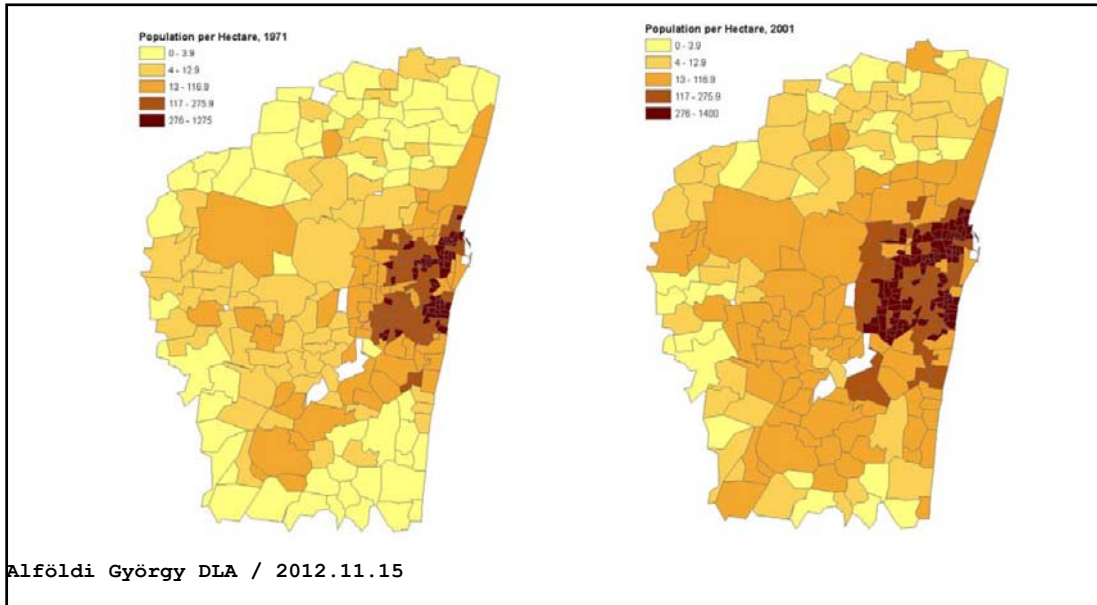 Population per Hectare, 1971
0 - 3.9
4 - 12.9
13 - 116.9
117 - 275.9
276 - 1275
Population per Hectare, 2001
0 - 3.9
4 - 12.9
13 - 116.9
117 - 275.9
276 - 1400
Alföldi György DLA / 2012.11.15